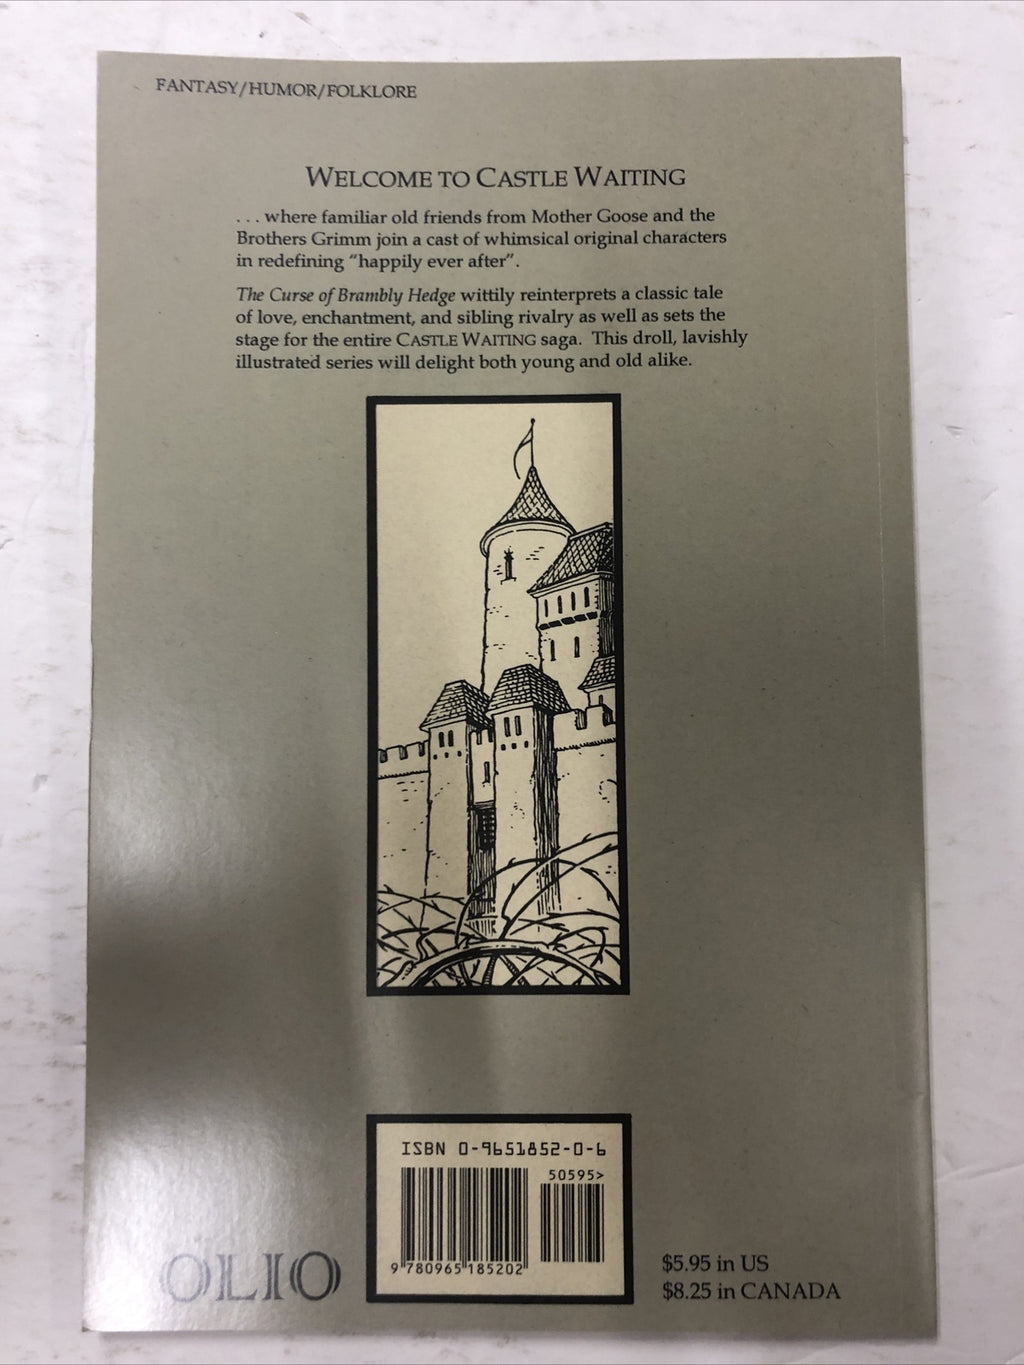 FANTASY/HUMOR/FOLKLORE
WELCOME TO CASTLE WAITING
. . . where familiar old friends from Mother Goose and the
Brothers Grimm join a cast of whimsical original characters
in redefining "happily ever after".
The Curse of Brambly Hedge wittily reinterprets a classic tale
of love, enchantment, and sibling rivalry as well as sets the
stage for the entire CASTLE WAITING saga. This droll, lavishly
illustrated series will delight both young and old alike.
ISBN 0-9651852-0-6
50595>
9 780965 185202
OLIO
$5.95 in US
$8.25 in CANADA